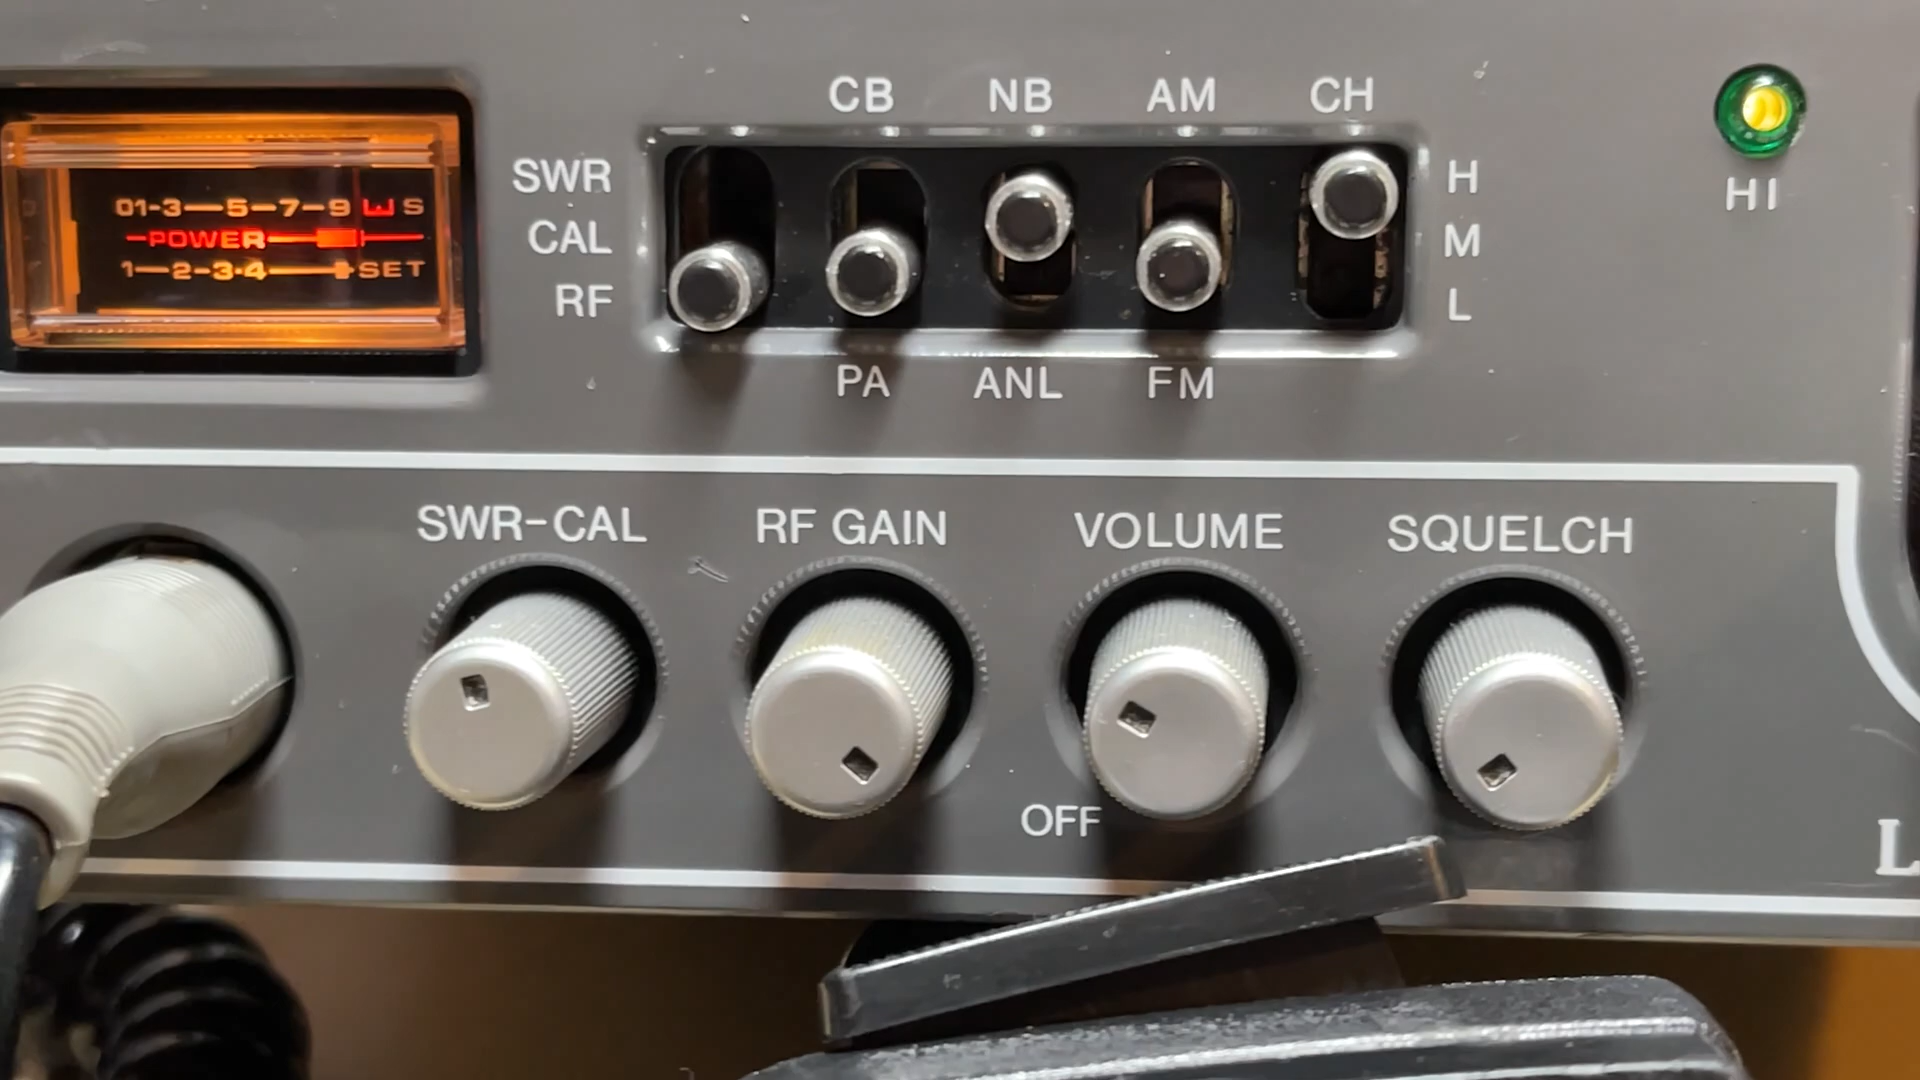 CB NB AM CH
SWR H
CAL M
RF L
HI
01-3—5—7—9 S
POWER
1—2-3·4—SET
PA ANL FM
SWR-CAL RF GAIN VOLUME SQUELCH
OFF
L